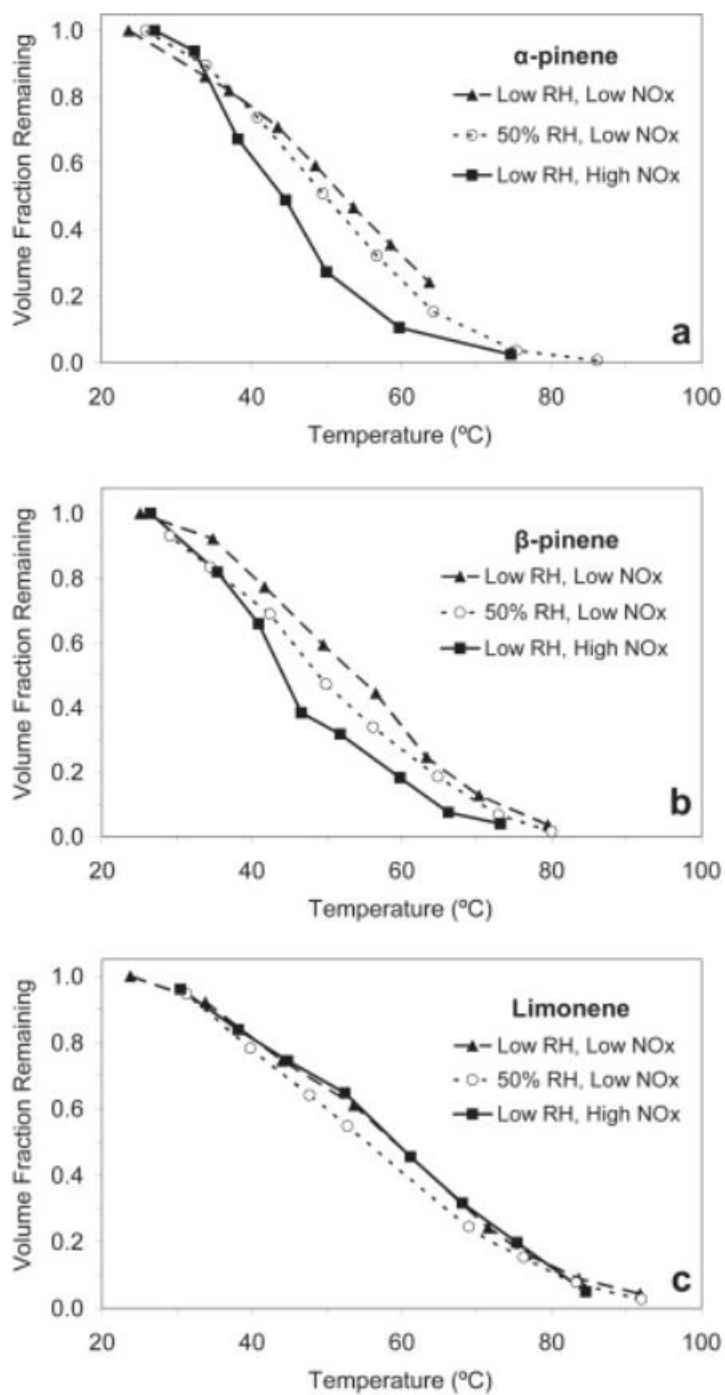 Volume Fraction Remaining
1.0
0.8
0.6
0.4
0.2
0.0
α-pinene
Low RH, Low NOx
50% RH, Low NOx
Low RH, High NOx
a
20 40 60 80 100
Temperature (ºC)
Volume Fraction Remaining
1.0
0.8
0.6
0.4
0.2
0.0
β-pinene
Low RH, Low NOx
50% RH, Low NOx
Low RH, High NOx
b
20 40 60 80 100
Temperature (ºC)
Volume Fraction Remaining
1.0
0.8
0.6
0.4
0.2
0.0
Limonene
Low RH, Low NOx
50% RH, Low NOx
Low RH, High NOx
c
20 40 60 80 100
Temperature (ºC)